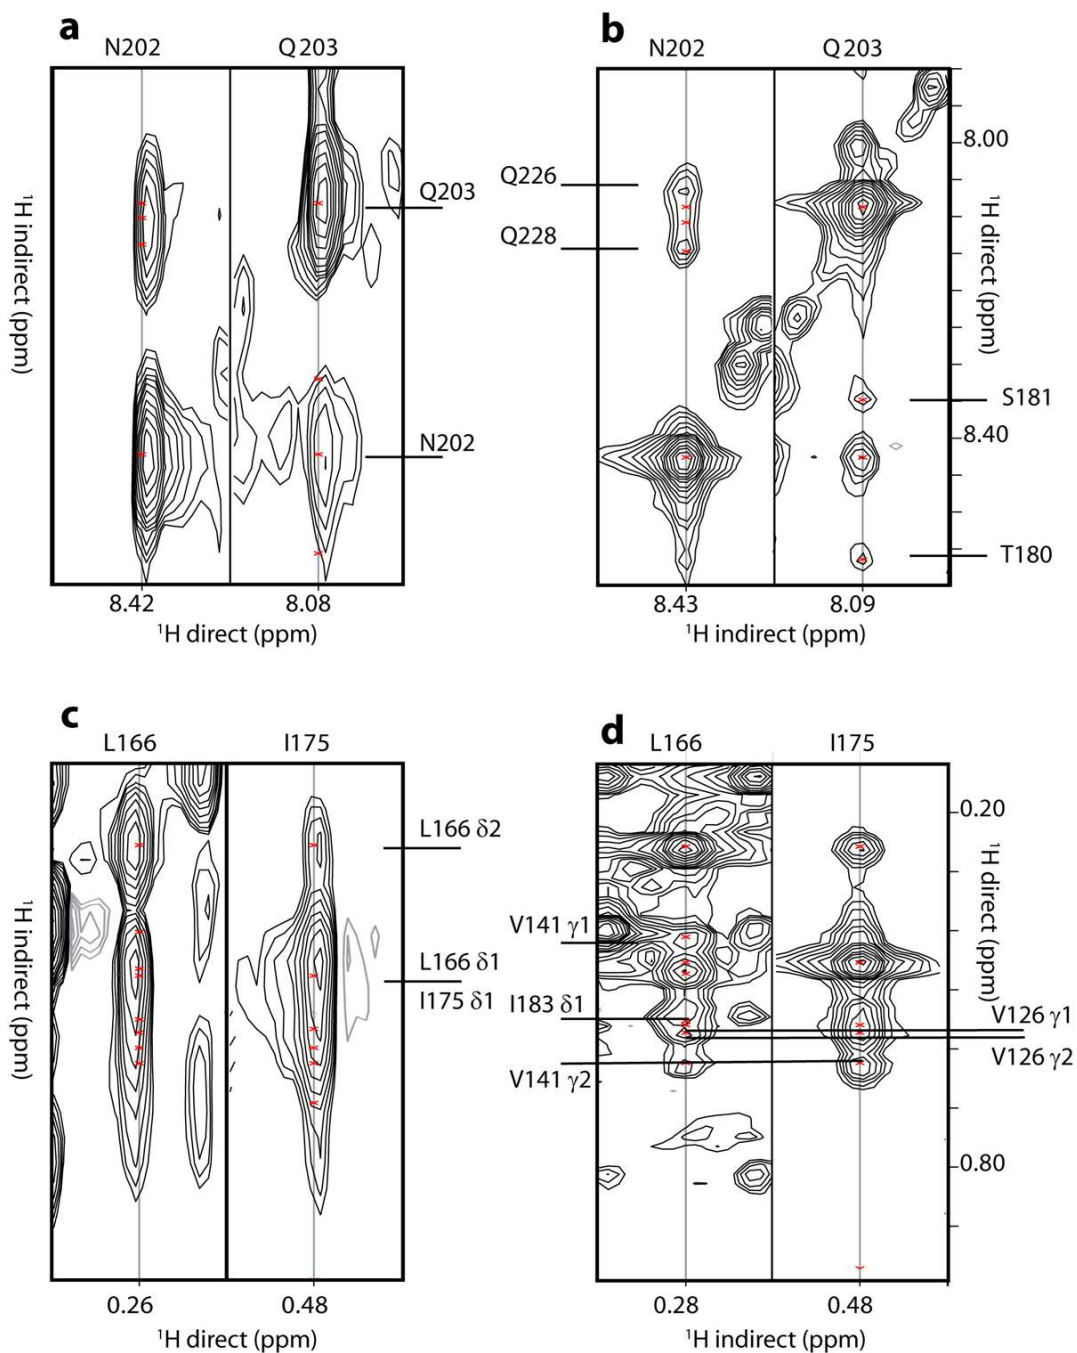 a
N202 Q203
¹H indirect (ppm)
Q203
N202
8.42 8.08
¹H direct (ppm)
b
N202 Q203
Q226
Q228
8.00
¹H direct (ppm)
S181
8.40
T180
8.43 8.09
¹H indirect (ppm)
c
L166 I175
¹H indirect (ppm)
L166 δ2
L166 δ1
I175 δ1
0.26 0.48
¹H direct (ppm)
d
L166 I175
0.20
¹H direct (ppm)
V141 γ1
I183 δ1
V126 γ1
V126 γ2
V141 γ2
0.80
0.28 0.48
¹H indirect (ppm)